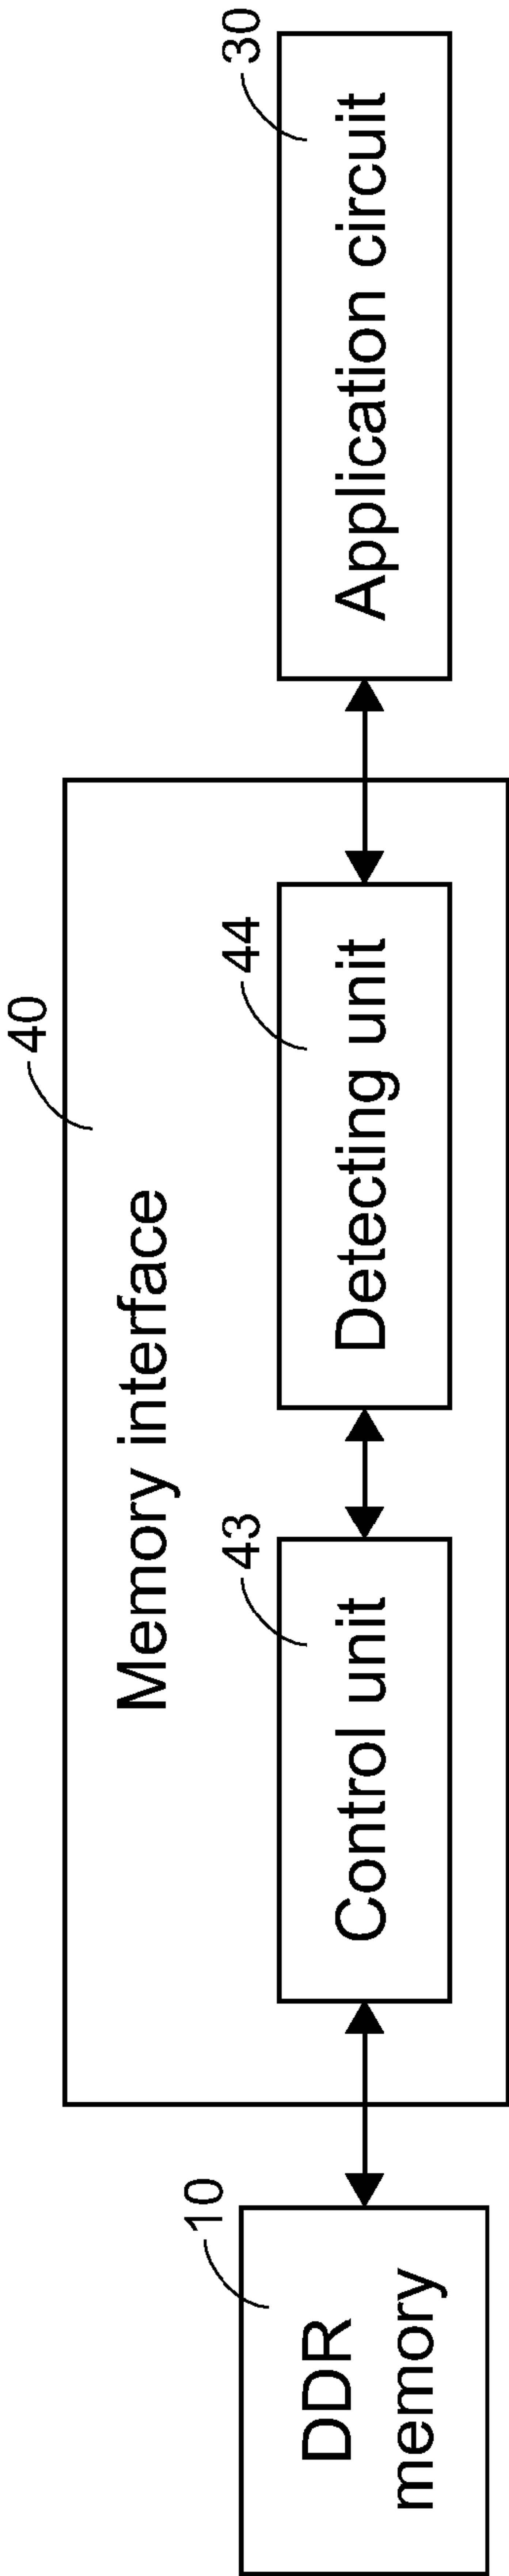 40
Memory interface
10
DDR
memory
43
Control unit
44
Detecting unit
30
Application circuit